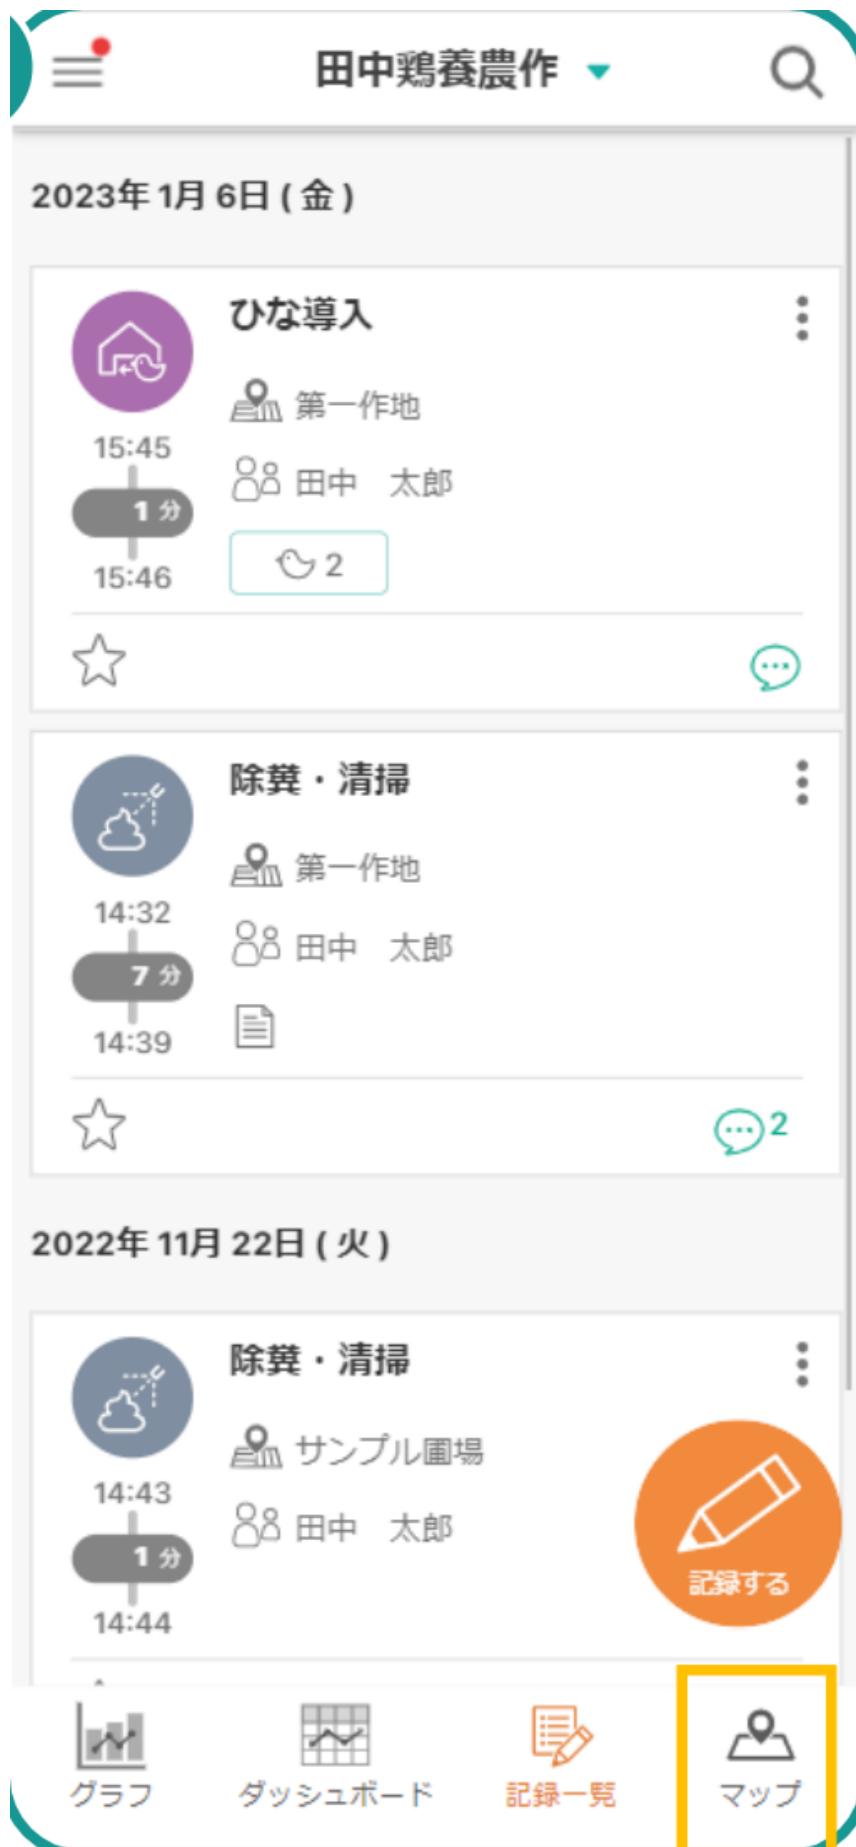 田中鶏養農作
2023年 1月 6日 ( 金 )
ひな導入
第一作地
15:45
田中　太郎
1 分
2
15:46
除糞・清掃
第一作地
14:32
田中　太郎
7 分
14:39
2
2022年 11月 22日 ( 火 )
除糞・清掃
サンプル圃場
14:43
田中　太郎
1 分
記録する
14:44
グラフ
ダッシュボード
記録一覧
マップ